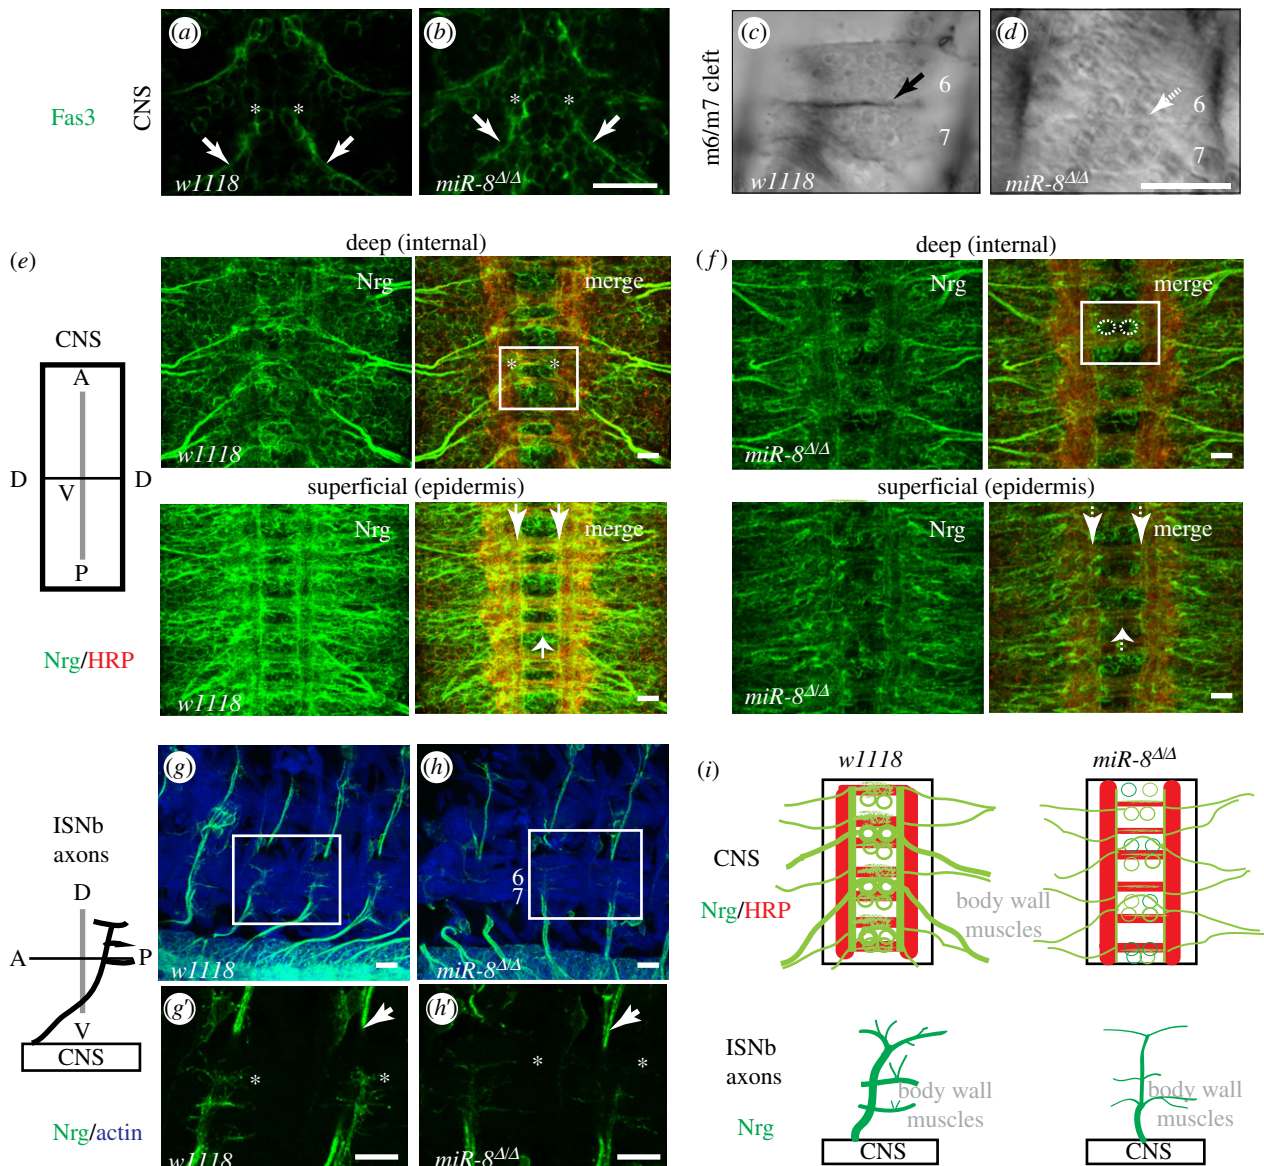 (a)
(b)
(c)
(d)
Fas3
CNS
*
*
*
*
w1118
miR-8Δ/Δ
m6/m7 cleft
6
7
w1118
6
7
miR-8Δ/Δ
(e)
deep (internal)
Nrg
merge
*
*
w1118
CNS
A
D
V
D
P
superficial (epidermis)
Nrg
merge
w1118
Nrg/HRP
(f)
deep (internal)
Nrg
merge
miR-8Δ/Δ
superficial (epidermis)
Nrg
merge
miR-8Δ/Δ
(g)
(h)
ISNb
axons
D
A
P
V
CNS
Nrg/actin
w1118
6
7
miR-8Δ/Δ
(g′)
(h′)
*
*
*
*
w1118
miR-8Δ/Δ
(i)
w1118
miR-8Δ/Δ
CNS
Nrg/HRP
body wall
muscles
ISNb
axons
Nrg
body wall
muscles
body wall
muscles
CNS
CNS